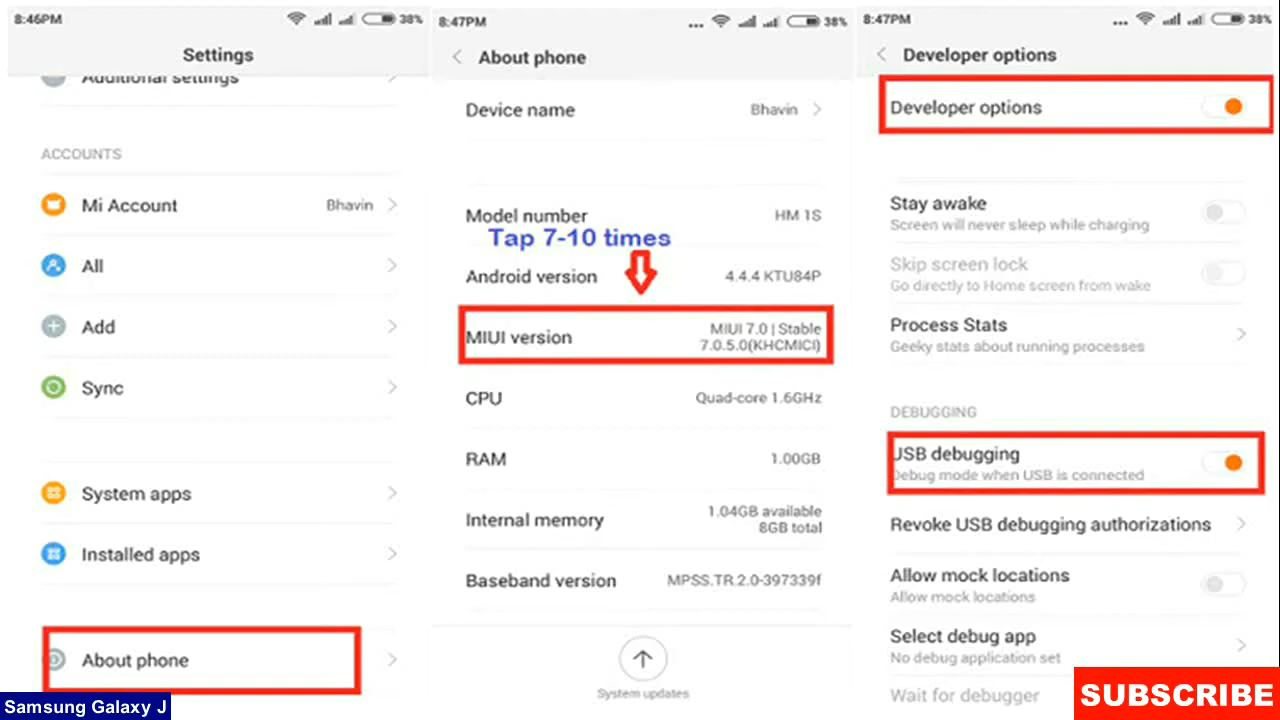 8:46PM 38%
Settings
Additional settings
ACCOUNTS
Mi Account Bhavin
All
Add
Sync
System apps
Installed apps
About phone
Samsung Galaxy J
8:47PM ... 38%
About phone
Device name Bhavin
Model number HM 1S
Tap 7-10 times
Android version 4.4.4 KTU84P
MIUI version MIUI 7.0 | Stable
7.0.5.0(KHCMICI)
CPU Quad-core 1.6GHz
RAM 1.00GB
Internal memory 1.04GB available
8GB total
Baseband version MPSS.TR.2.0-397339f
System updates
8:47PM ... 38%
Developer options
Developer options
Stay awake
Screen will never sleep while charging
Skip screen lock
Go directly to Home screen from wake
Process Stats
Geeky stats about running processes
DEBUGGING
USB debugging
Debug mode when USB is connected
Revoke USB debugging authorizations
Allow mock locations
Allow mock locations
Select debug app
No debug application set
Wait for debugger
SUBSCRIBE